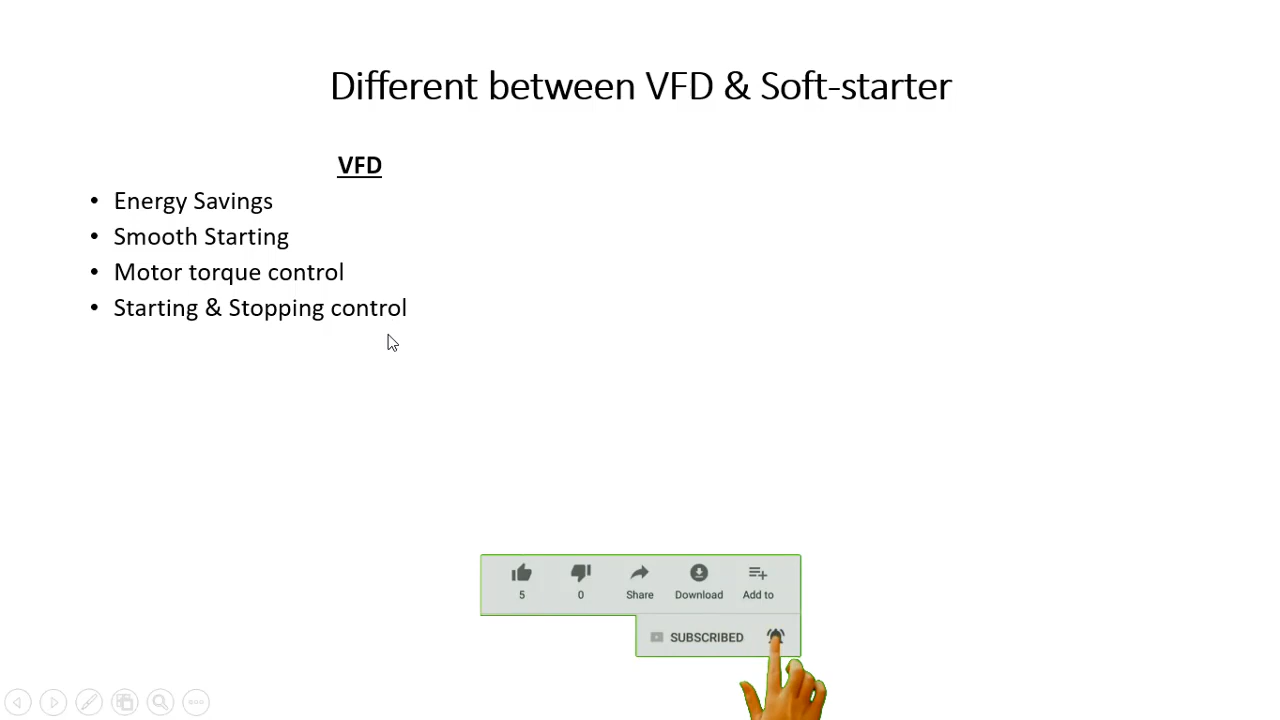 Different between VFD & Soft-starter
VFD
• Energy Savings
• Smooth Starting
• Motor torque control
• Starting & Stopping control
5 0 Share Download Add to
SUBSCRIBED